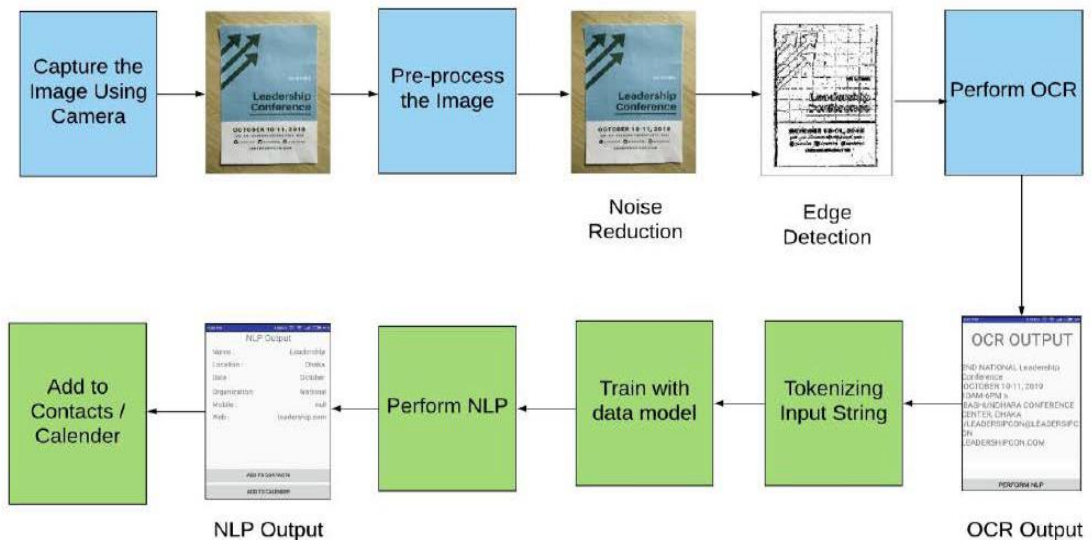 Capture the
Image Using
Camera
Leadership
Conference
OCTOBER 10-11, 2019
Pre-process
the Image
Leadership
Conference
OCTOBER 10-11, 2019
Noise
Reduction
Leadership
Conference
Edge
Detection
Perform OCR
OCR OUTPUT
2ND NATIONAL Leadership
Conference
OCTOBER 10-11, 2019
10AM-6PM
BASHUNDHARA CONFERENCE
CENTER, DHAKA
/LEADERSIPCON@LEADERSIPC
ON
LEADERSHIPCON.COM
PERFORM NLP
OCR Output
Tokenizing
Input String
Train with
data model
Perform NLP
NLP Output
Name : Leadership
Location : Dhaka
Date October
Organization National
Mobile : null
Web : leadership.com
ADD TO CONTACTS
ADD TO CALENDER
NLP Output
Add to
Contacts /
Calender